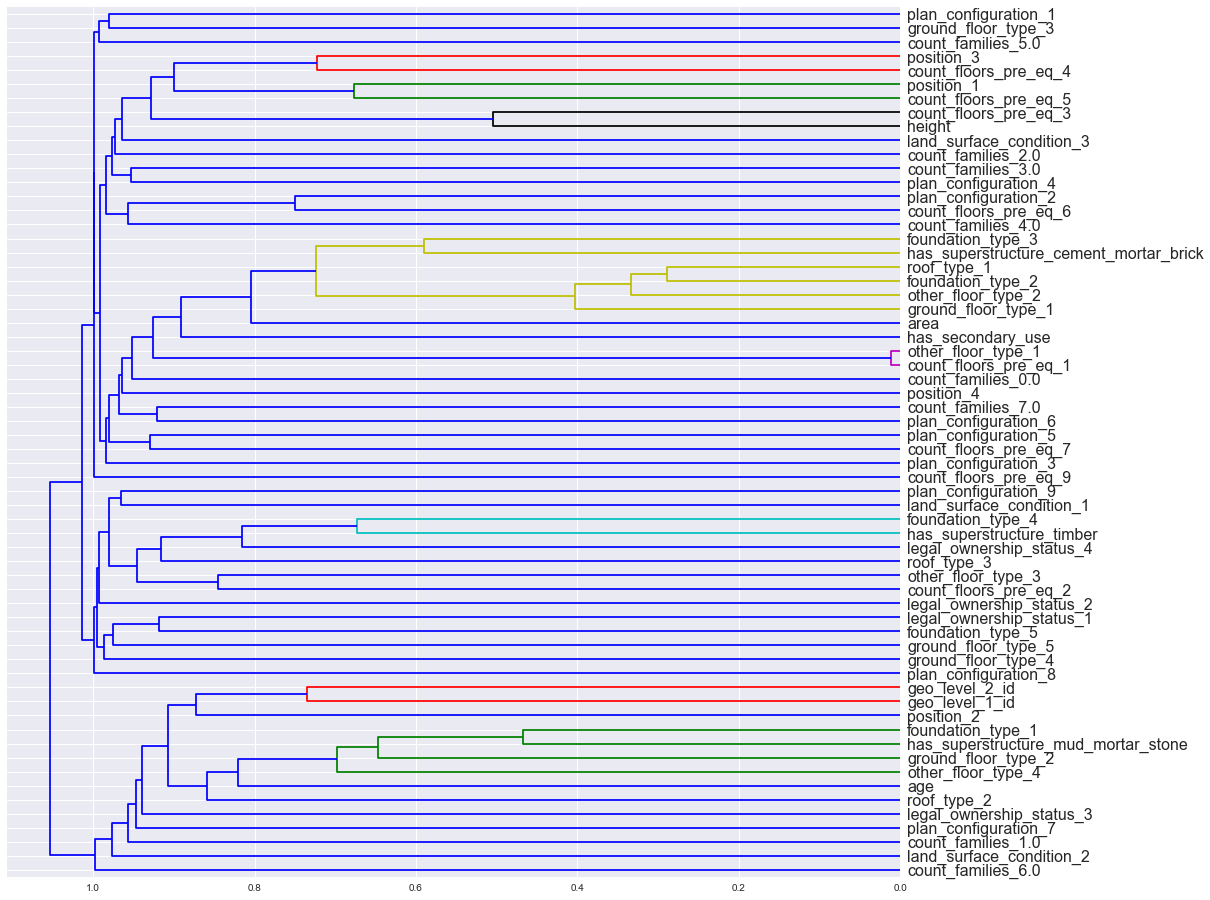 plan_configuration_1
ground_floor_type_3
count_families_5.0
position_3
count_floors_pre_eq_4
position_1
count_floors_pre_eq_5
count_floors_pre_eq_3
height
land_surface_condition_3
count_families_2.0
count_families_3.0
plan_configuration_4
plan_configuration_2
count_floors_pre_eq_6
count_families_4.0
foundation_type_3
has_superstructure_cement_mortar_brick
roof_type_1
foundation_type_2
other_floor_type_2
ground_floor_type_1
area
has_secondary_use
other_floor_type_1
count_floors_pre_eq_1
count_families_0.0
position_4
count_families_7.0
plan_configuration_6
plan_configuration_5
count_floors_pre_eq_7
plan_configuration_3
count_floors_pre_eq_9
plan_configuration_9
land_surface_condition_1
foundation_type_4
has_superstructure_timber
legal_ownership_status_4
roof_type_3
other_floor_type_3
count_floors_pre_eq_2
legal_ownership_status_2
legal_ownership_status_1
foundation_type_5
ground_floor_type_5
ground_floor_type_4
plan_configuration_8
geo_level_2_id
geo_level_1_id
position_2
foundation_type_1
has_superstructure_mud_mortar_stone
ground_floor_type_2
other_floor_type_4
age
roof_type_2
legal_ownership_status_3
plan_configuration_7
count_families_1.0
land_surface_condition_2
count_families_6.0
1.0 0.8 0.6 0.4 0.2 0.0